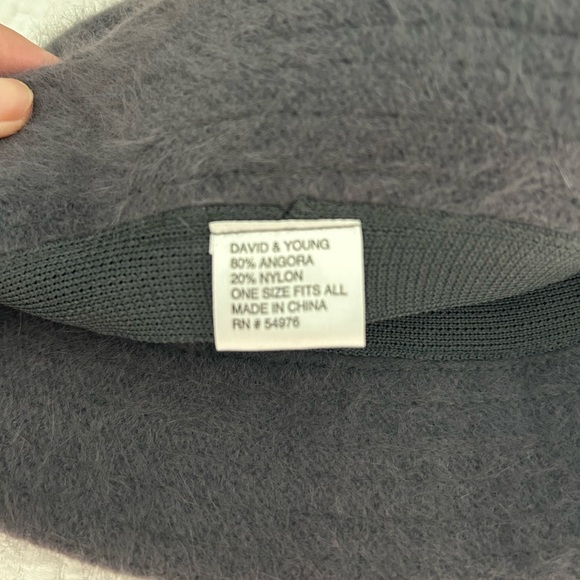 DAVID & YOUNG
80% ANGORA
20% NYLON
ONE SIZE FITS ALL
MADE IN CHINA
RN # 54976